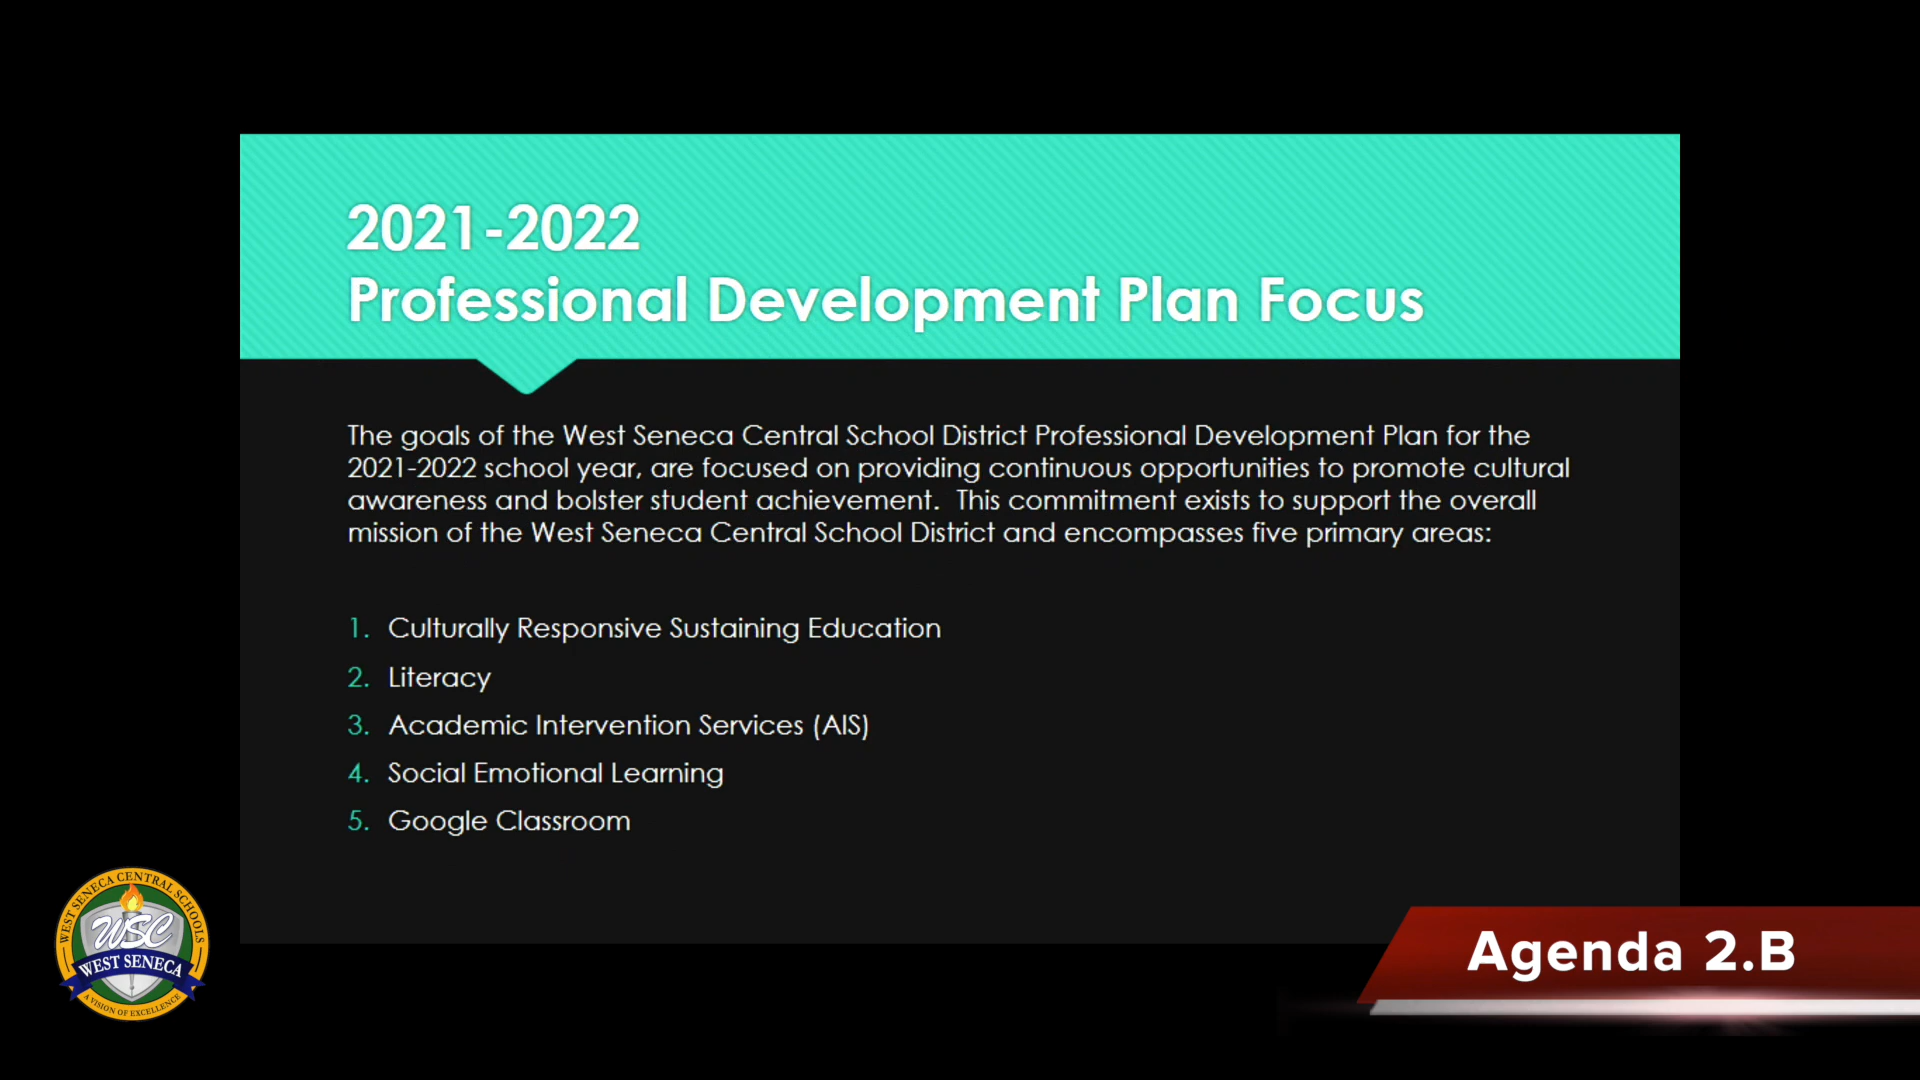 2021-2022
Professional Development Plan Focus
The goals of the West Seneca Central School District Professional Development Plan for the
2021-2022 school year, are focused on providing continuous opportunities to promote cultural
awareness and bolster student achievement.  This commitment exists to support the overall
mission of the West Seneca Central School District and encompasses five primary areas:
1. Culturally Responsive Sustaining Education
2. Literacy
3. Academic Intervention Services (AIS)
4. Social Emotional Learning
5. Google Classroom
WEST SENECA CENTRAL SCHOOLS
WSC
WEST SENECA
A VISION OF EXCELLENCE
Agenda 2.B